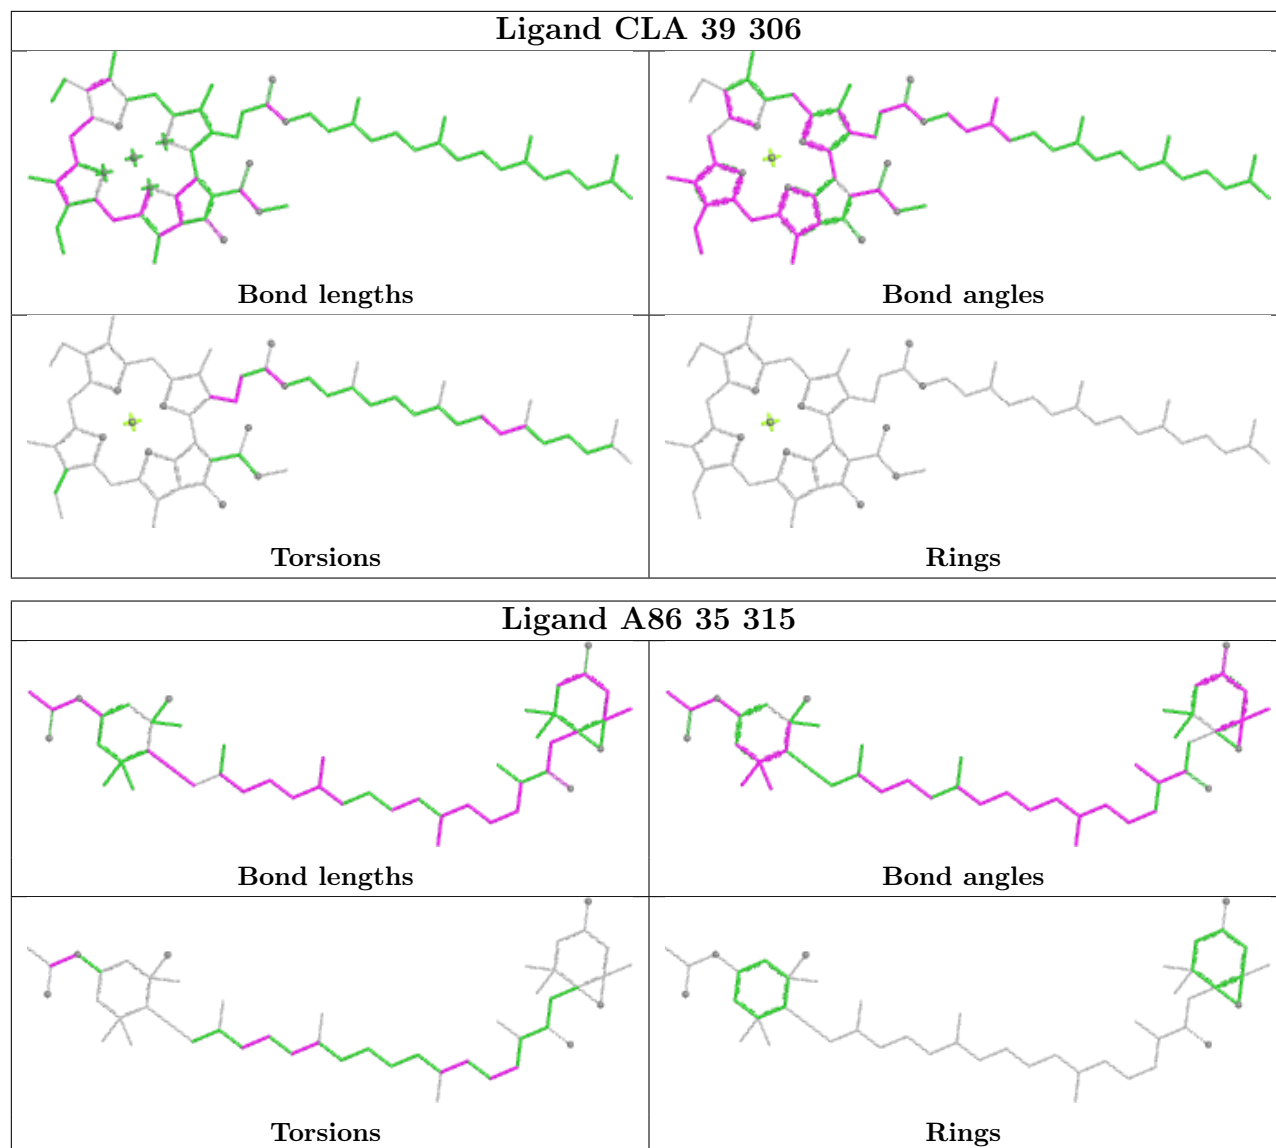 Ligand CLA 39 306
Bond lengths
Bond angles
Torsions
Rings
Ligand A86 35 315
Bond lengths
Bond angles
Torsions
Rings